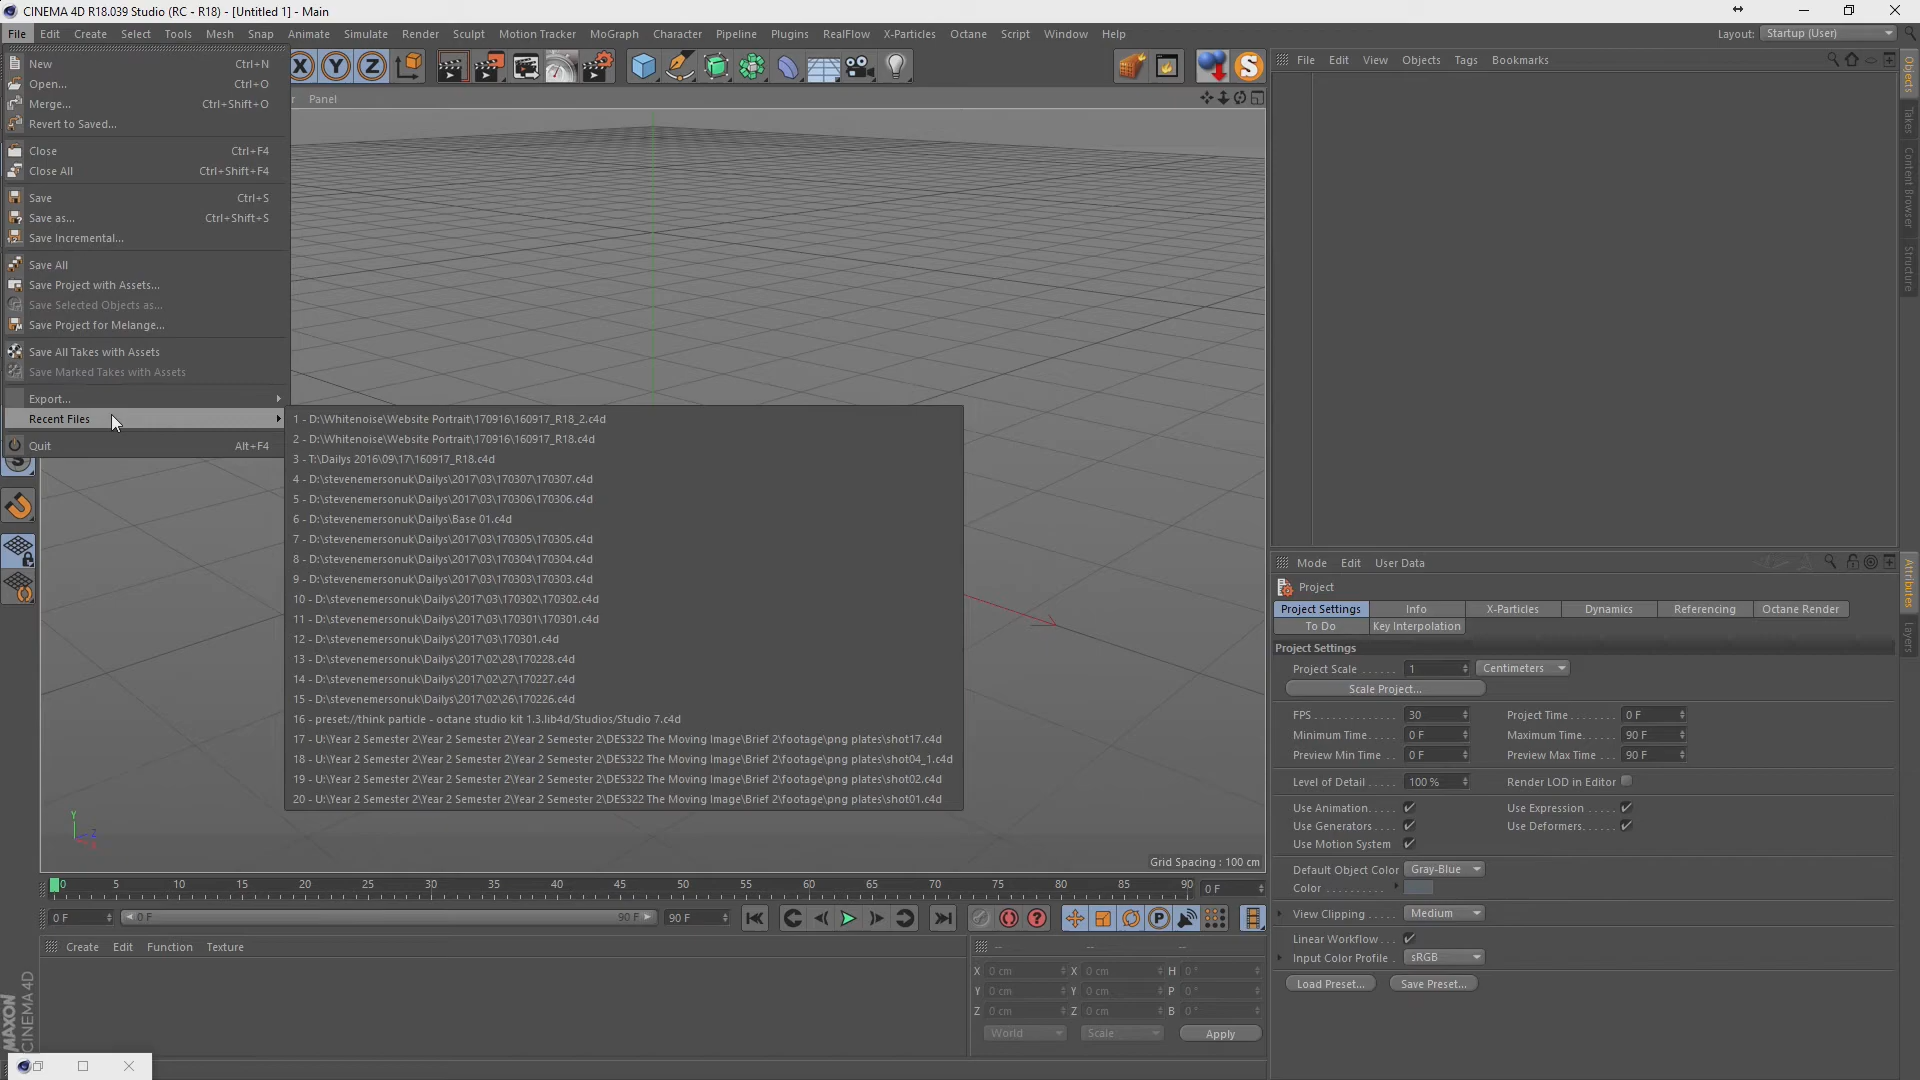 CINEMA 4D R18.039 Studio (RC - R18) - [Untitled 1] - Main
File Edit Create Select Tools Mesh Snap Animate Simulate Render Sculpt Motion Tracker MoGraph Character Pipeline Plugins RealFlow X-Particles Octane Script Window Help Layout: Startup (User)
New Ctrl+N
Open... Ctrl+O
Merge... Ctrl+Shift+O
Revert to Saved...
Close Ctrl+F4
Close All Ctrl+Shift+F4
Save Ctrl+S
Save as... Ctrl+Shift+S
Save Incremental...
Save All
Save Project with Assets...
Save Selected Objects as...
Save Project for Melange...
Save All Takes with Assets
Save Marked Takes with Assets
Export...
Recent Files
Quit Alt+F4
X Y Z
Panel
1 - D:\Whitenoise\Website Portrait\170916\160917_R18_2.c4d
2 - D:\Whitenoise\Website Portrait\170916\160917_R18.c4d
3 - T:\Dailys 2016\09\17\160917_R18.c4d
4 - D:\stevenemersonuk\Dailys\2017\03\170307\170307.c4d
5 - D:\stevenemersonuk\Dailys\2017\03\170306\170306.c4d
6 - D:\stevenemersonuk\Dailys\Base 01.c4d
7 - D:\stevenemersonuk\Dailys\2017\03\170305\170305.c4d
8 - D:\stevenemersonuk\Dailys\2017\03\170304\170304.c4d
9 - D:\stevenemersonuk\Dailys\2017\03\170303\170303.c4d
10 - D:\stevenemersonuk\Dailys\2017\03\170302\170302.c4d
11 - D:\stevenemersonuk\Dailys\2017\03\170301\170301.c4d
12 - D:\stevenemersonuk\Dailys\2017\03\170301.c4d
13 - D:\stevenemersonuk\Dailys\2017\02\28\170228.c4d
14 - D:\stevenemersonuk\Dailys\2017\02\27\170227.c4d
15 - D:\stevenemersonuk\Dailys\2017\02\26\170226.c4d
16 - preset://think particle - octane studio kit 1.3.lib4d/Studios/Studio 7.c4d
17 - U:\Year 2 Semester 2\Year 2 Semester 2\Year 2 Semester 2\DES322 The Moving Image\Brief 2\footage\png plates\shot17.c4d
18 - U:\Year 2 Semester 2\Year 2 Semester 2\Year 2 Semester 2\DES322 The Moving Image\Brief 2\footage\png plates\shot04_1.c4d
19 - U:\Year 2 Semester 2\Year 2 Semester 2\Year 2 Semester 2\DES322 The Moving Image\Brief 2\footage\png plates\shot02.c4d
20 - U:\Year 2 Semester 2\Year 2 Semester 2\Year 2 Semester 2\DES322 The Moving Image\Brief 2\footage\png plates\shot01.c4d
Y Z X
Grid Spacing : 100 cm
0 5 10 15 20 25 30 35 40 45 50 55 60 65 70 75 80 85 90 0 F
0 F 0 F 90 F 90 F
Create Edit Function Texture
-- -- --
X 0 cm X 0 cm H 0 °
Y 0 cm Y 0 cm P 0 °
Z 0 cm Z 0 cm B 0 °
World Scale Apply
MAXON
CINEMA 4D
File Edit View Objects Tags Bookmarks
Objects
Takes
Content Browser
Structure
Mode Edit User Data
Attributes
Layers
Project
Project Settings Info X-Particles Dynamics Referencing Octane Render
To Do Key Interpolation
Project Settings
Project Scale 1 Centimeters
Scale Project...
FPS 30 Project Time 0 F
Minimum Time 0 F Maximum Time 90 F
Preview Min Time 0 F Preview Max Time 90 F
Level of Detail 100 % Render LOD in Editor
Use Animation Use Expression
Use Generators Use Deformers
Use Motion System
Default Object Color Gray-Blue
Color
View Clipping Medium
Linear Workflow
Input Color Profile sRGB
Load Preset... Save Preset...